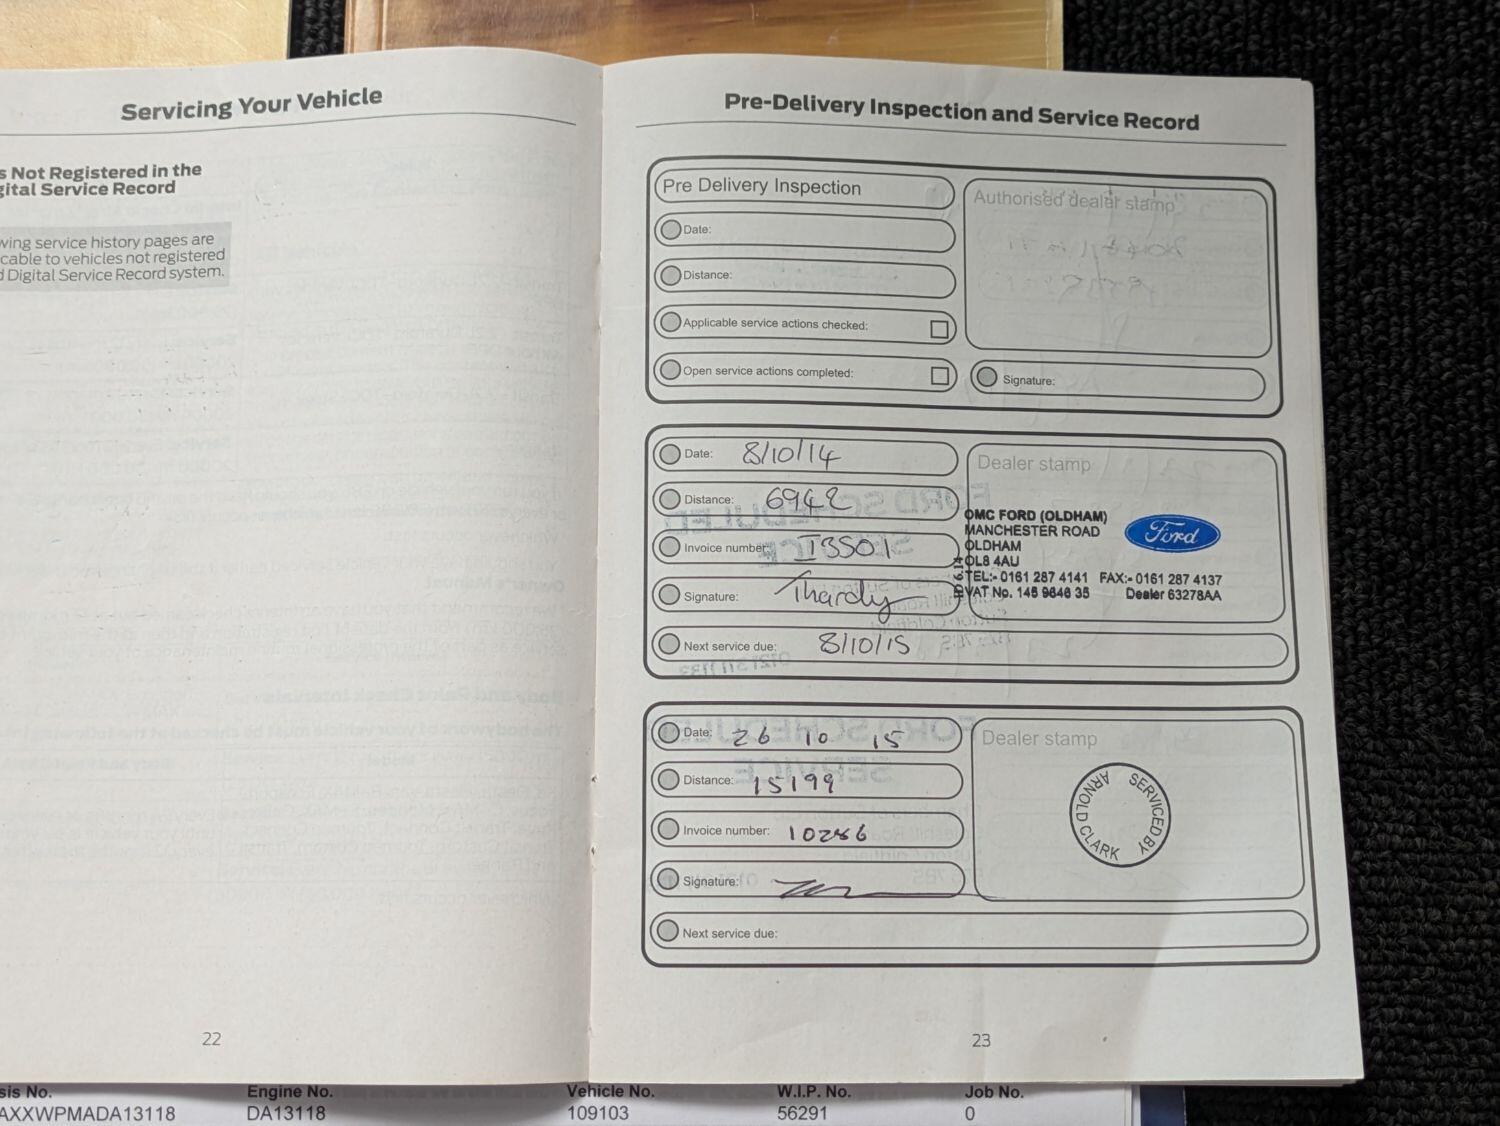 Servicing Your Vehicle
s Not Registered in the
gital Service Record
wing service history pages are
cable to vehicles not registered
d Digital Service Record system.
22
Pre-Delivery Inspection and Service Record
Pre Delivery Inspection
Date:
Distance:
Applicable service actions checked:
Open service actions completed:
Authorised dealer stamp
Signature:
Date: 8/10/14
Distance: 6942
Invoice number: I3501
Signature: Thardy
Next service due: 8/10/15
Dealer stamp
OMC FORD (OLDHAM)
MANCHESTER ROAD
OLDHAM
OL8 4AU
TEL:- 0161 287 4141 FAX:- 0161 287 4137
VAT No. 145 9846 35 Dealer 63278AA
Ford
Date: 26 10 15
Distance: 15199
Invoice number: 10286
Signature:
Next service due:
Dealer stamp
SERVICED BY
ARNOLD CLARK
23
sis No. Engine No. Vehicle No. W.I.P. No. Job No.
AXXWPMADA13118 DA13118 109103 56291 0